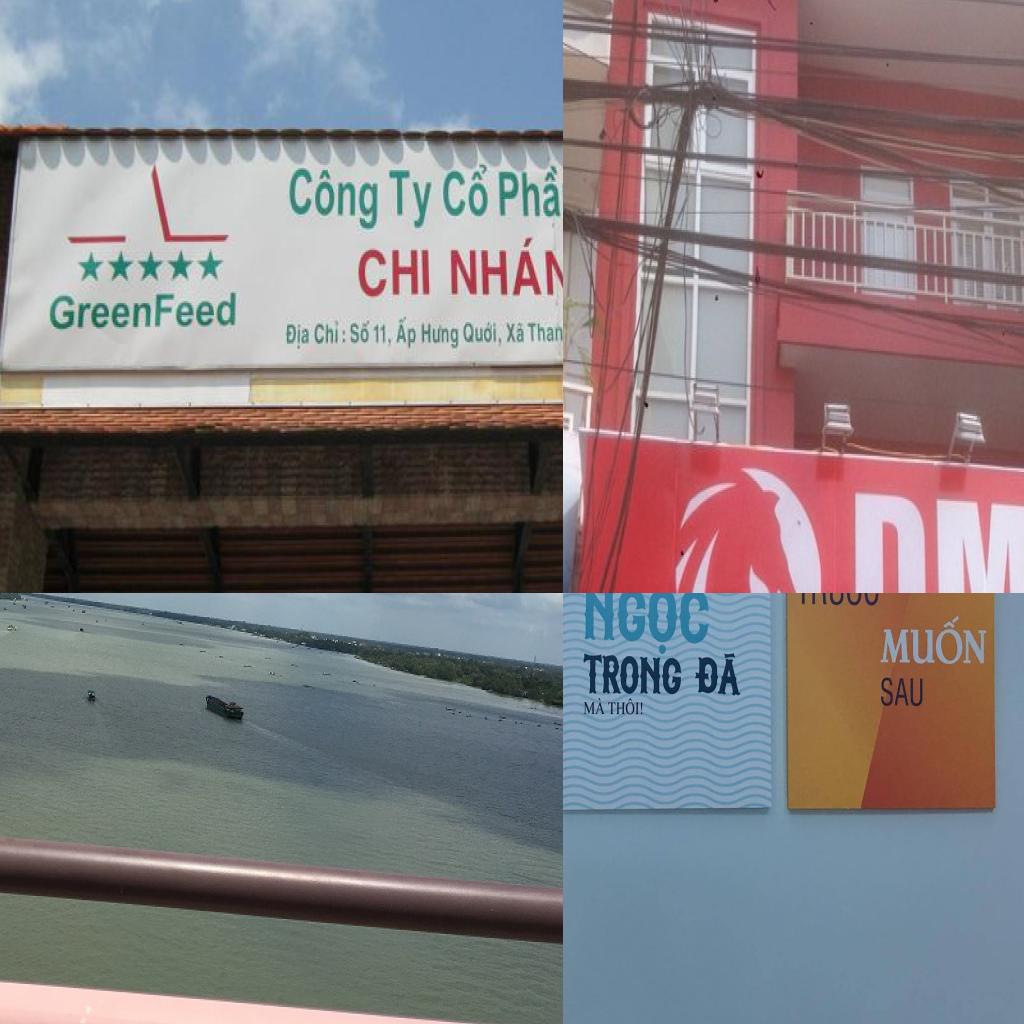 Công Ty Cổ Phầ
CHI NHÁN
GreenFeed
Địa Chỉ : Số 11, Ấp Hưng Quới, Xã Than
DM
NGỌC
TRONG ĐÁ
MÀ THÔI!
MUỐN
SAU